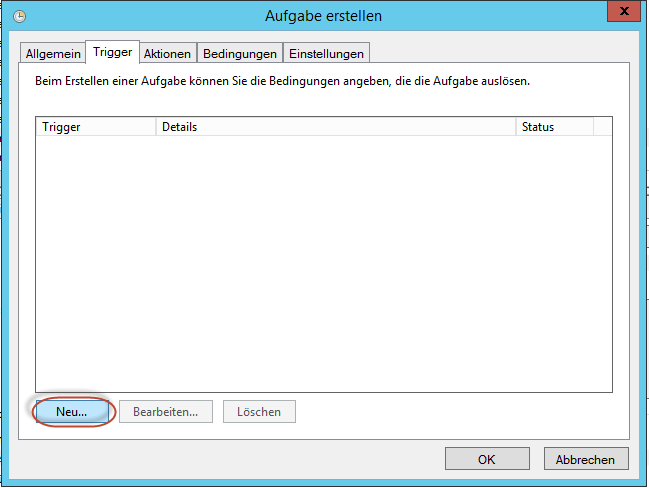 Aufgabe erstellen
Allgemein Trigger Aktionen Bedingungen Einstellungen
Beim Erstellen einer Aufgabe können Sie die Bedingungen angeben, die die Aufgabe auslösen.
Trigger Details Status
Neu... Bearbeiten... Löschen
OK Abbrechen